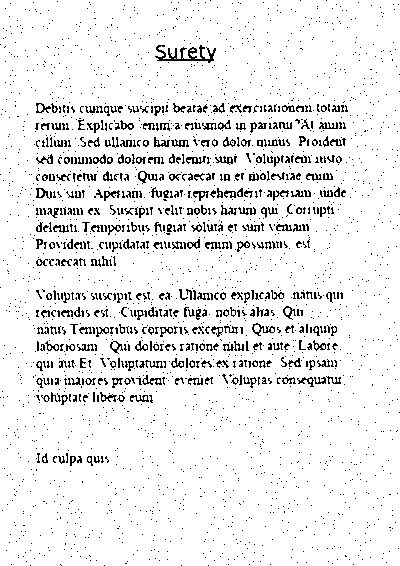 Surety
Debitis cumque suscipit beatae ad exercitationem totam
rerum. Explicabo. enim a eiusmod in pariatur? At anim
cillum. Sed ullamco harum vero dolor minus. Proident
sed commodo dolorem deleniti sunt. Voluptatem iusto
consectetur dicta. Quia occaecat in et molestiae enim.
Duis sint. Aperiam. fugiat reprehenderit aperiam. unde
magnam ex. Suscipit velit nobis harum qui. Corrupti
deleniti Temporibus fugiat soluta et sunt veniam.
Provident. cupidatat eiusmod enim possimus. est
occaecati nihil.
Voluptas suscipit est. ea. Ullamco explicabo. natus qui
reiciendis est. Cupiditate fuga. nobis alias. Qui
natus Temporibus corporis excepturi. Quos et aliquip
laboriosam. Qui dolores ratione nihil et aute. Labore.
qui aut Et. Voluptatum dolores ex ratione. Sed ipsam
quia maiores provident. eveniet. Voluptas consequatur
voluptate libero eum.
Id culpa quis.